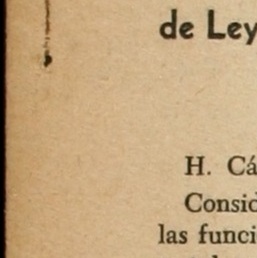 de Ley
H. Cá
Consid
las funci